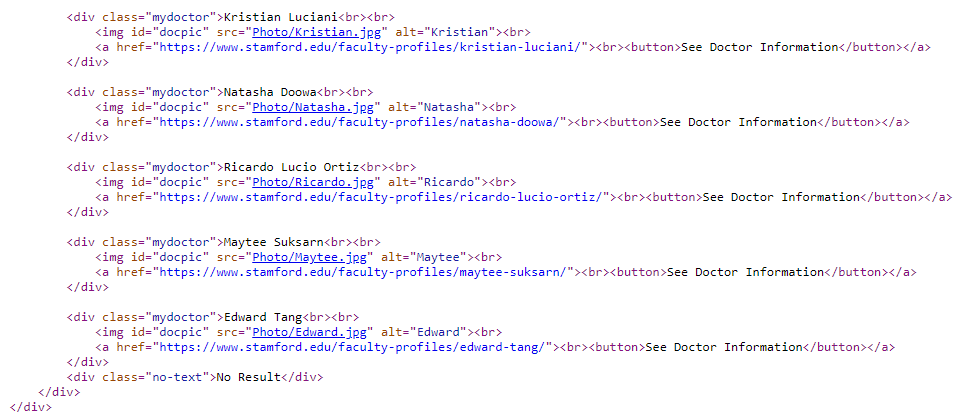 <div class="mydoctor">Kristian Luciani<br><br>
<img id="docpic" src="Photo/Kristian.jpg" alt="Kristian"><br>
<a href="https://www.stamford.edu/faculty-profiles/kristian-luciani/"><br><button>See Doctor Information</button></a>
</div>
<div class="mydoctor">Natasha Doowa<br><br>
<img id="docpic" src="Photo/Natasha.jpg" alt="Natasha"><br>
<a href="https://www.stamford.edu/faculty-profiles/natasha-doowa/"><br><button>See Doctor Information</button></a>
</div>
<div class="mydoctor">Ricardo Lucio Ortiz<br><br>
<img id="docpic" src="Photo/Ricardo.jpg" alt="Ricardo"><br>
<a href="https://www.stamford.edu/faculty-profiles/ricardo-lucio-ortiz/"><br><button>See Doctor Information</button></a>
</div>
<div class="mydoctor">Maytee Suksarn<br><br>
<img id="docpic" src="Photo/Maytee.jpg" alt="Maytee"><br>
<a href="https://www.stamford.edu/faculty-profiles/maytee-suksarn/"><br><button>See Doctor Information</button></a>
</div>
<div class="mydoctor">Edward Tang<br><br>
<img id="docpic" src="Photo/Edward.jpg" alt="Edward"><br>
<a href="https://www.stamford.edu/faculty-profiles/edward-tang/"><br><button>See Doctor Information</button></a>
</div>
<div class="no-text">No Result</div>
</div>
</div>